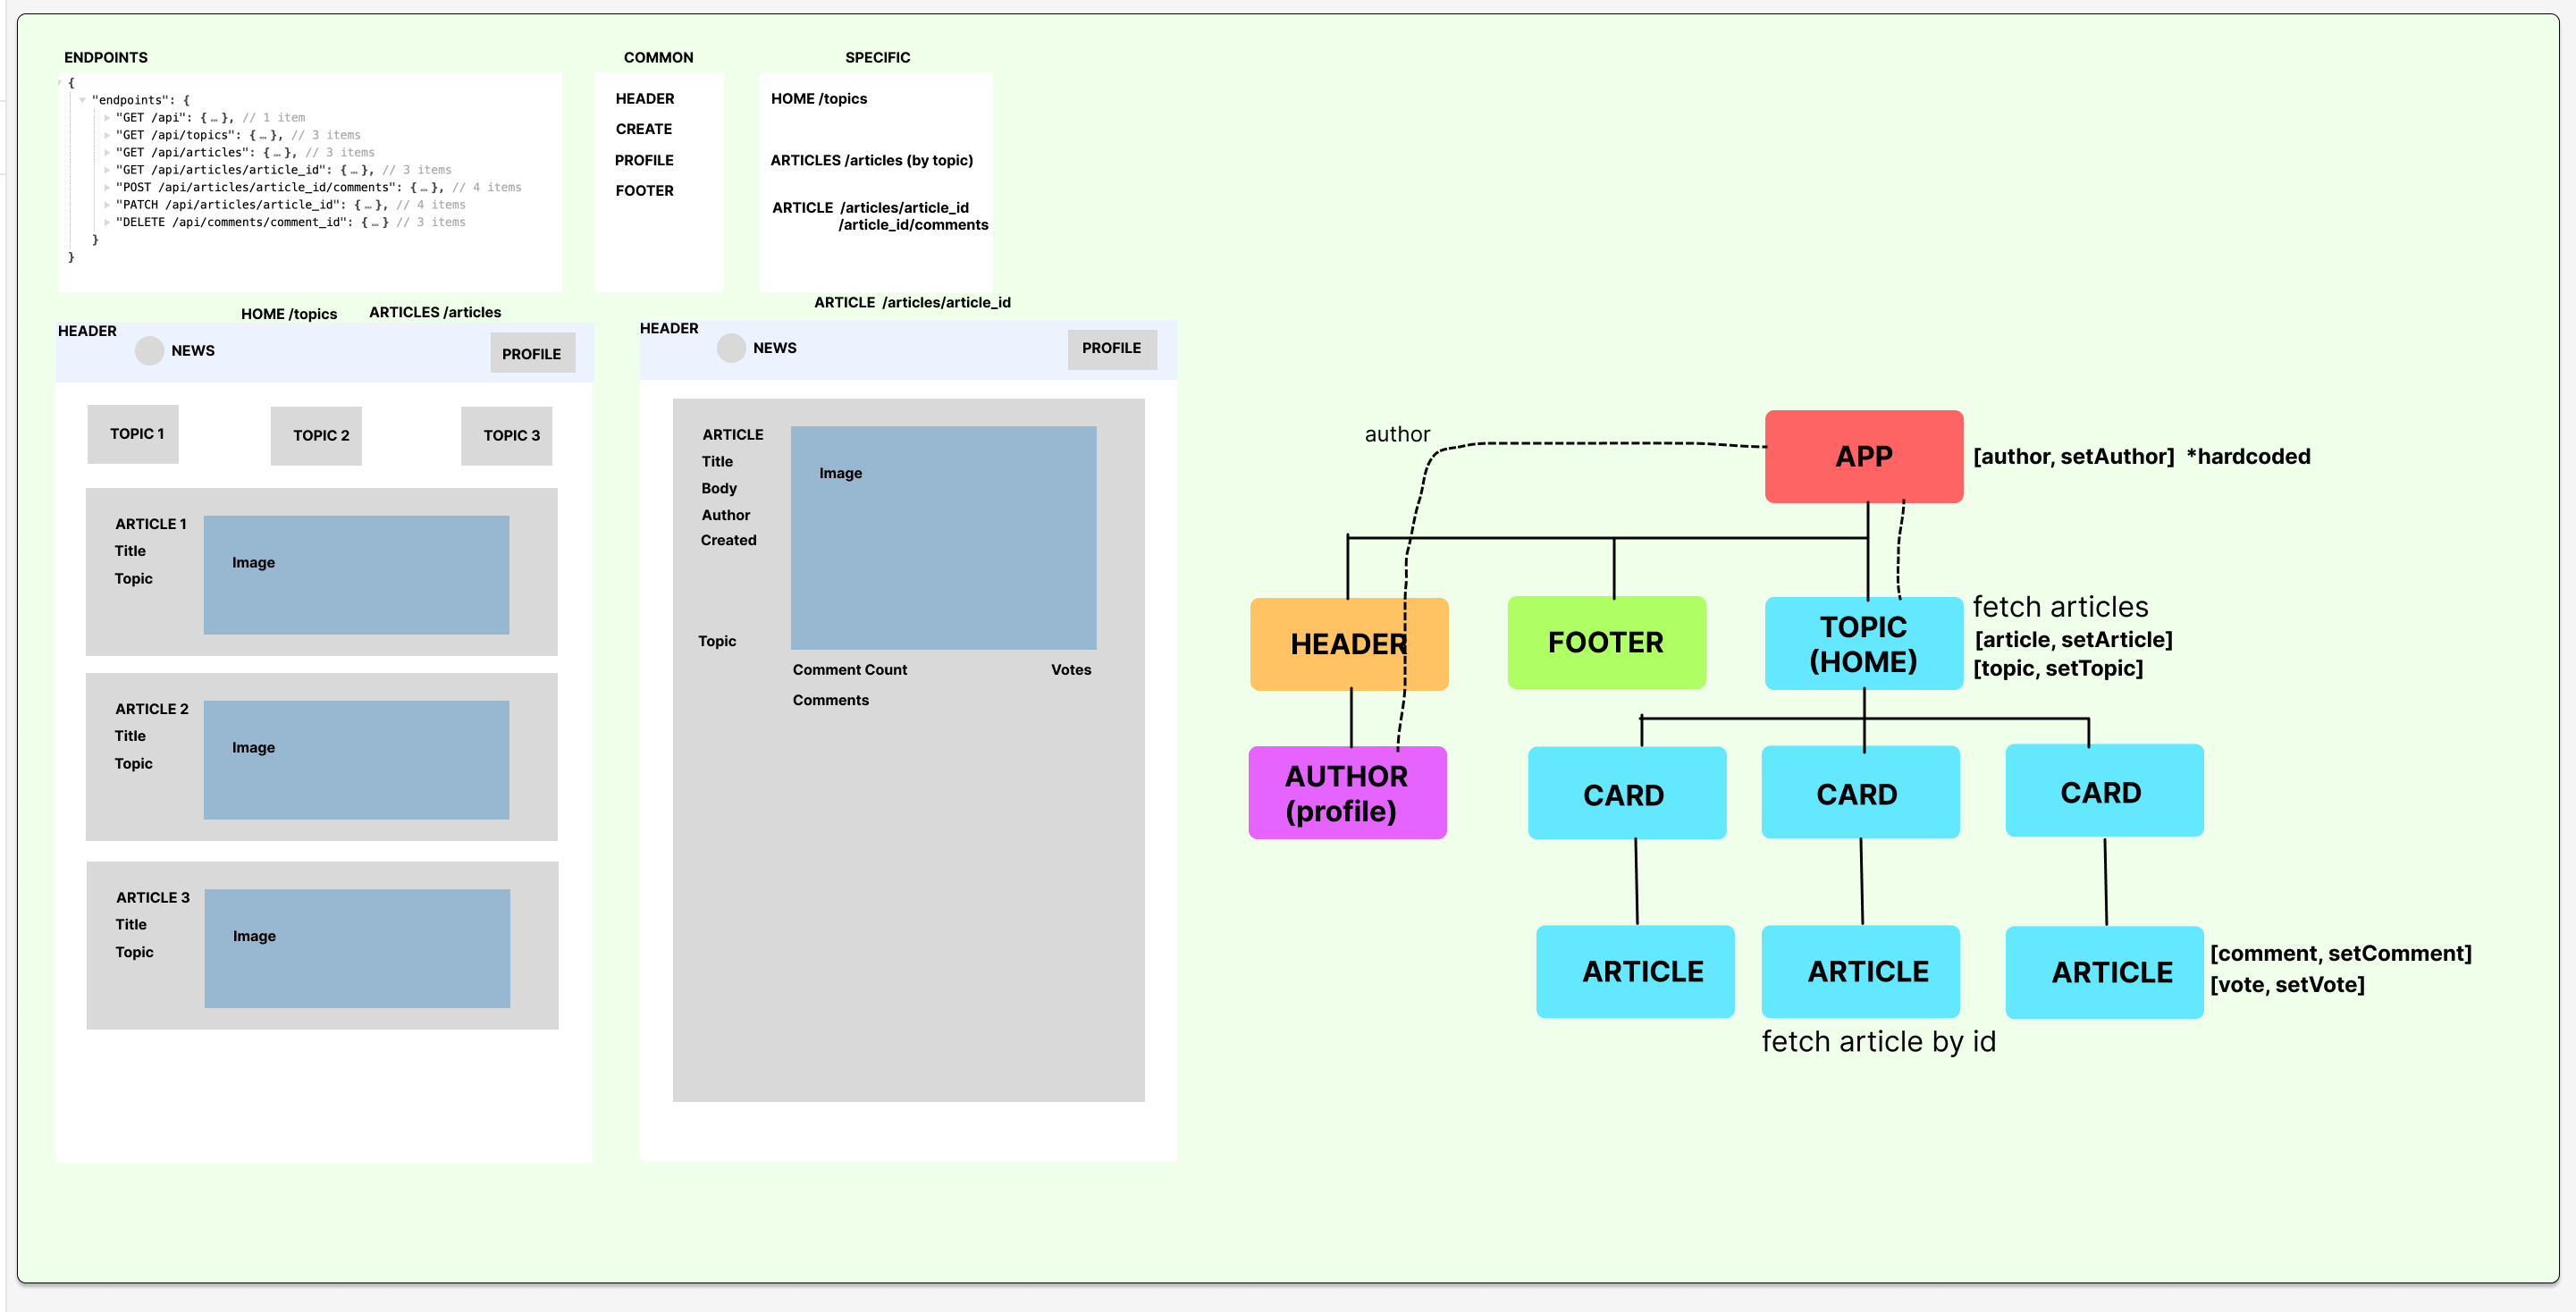 ENDPOINTS
{
"endpoints": {
"GET /api": { … }, // 1 item
"GET /api/topics": { … }, // 3 items
"GET /api/articles": { … }, // 3 items
"GET /api/articles/article_id": { … }, // 3 items
"POST /api/articles/article_id/comments": { … }, // 4 items
"PATCH /api/articles/article_id": { … }, // 4 items
"DELETE /api/comments/comment_id": { … } // 3 items
}
}
COMMON
HEADER
CREATE
PROFILE
FOOTER
SPECIFIC
HOME /topics
ARTICLES /articles (by topic)
ARTICLE /articles/article_id
/article_id/comments
HOME /topics
ARTICLES /articles
HEADER
NEWS
PROFILE
TOPIC 1
TOPIC 2
TOPIC 3
ARTICLE 1
Title
Topic
Image
ARTICLE 2
Title
Topic
Image
ARTICLE 3
Title
Topic
Image
ARTICLE /articles/article_id
HEADER
NEWS
PROFILE
ARTICLE
Title
Body
Author
Created
Topic
Image
Comment Count
Votes
Comments
author
APP
[author, setAuthor] *hardcoded
HEADER
FOOTER
TOPIC
(HOME)
fetch articles
[article, setArticle]
[topic, setTopic]
AUTHOR
(profile)
CARD
CARD
CARD
ARTICLE
ARTICLE
ARTICLE
[comment, setComment]
[vote, setVote]
fetch article by id